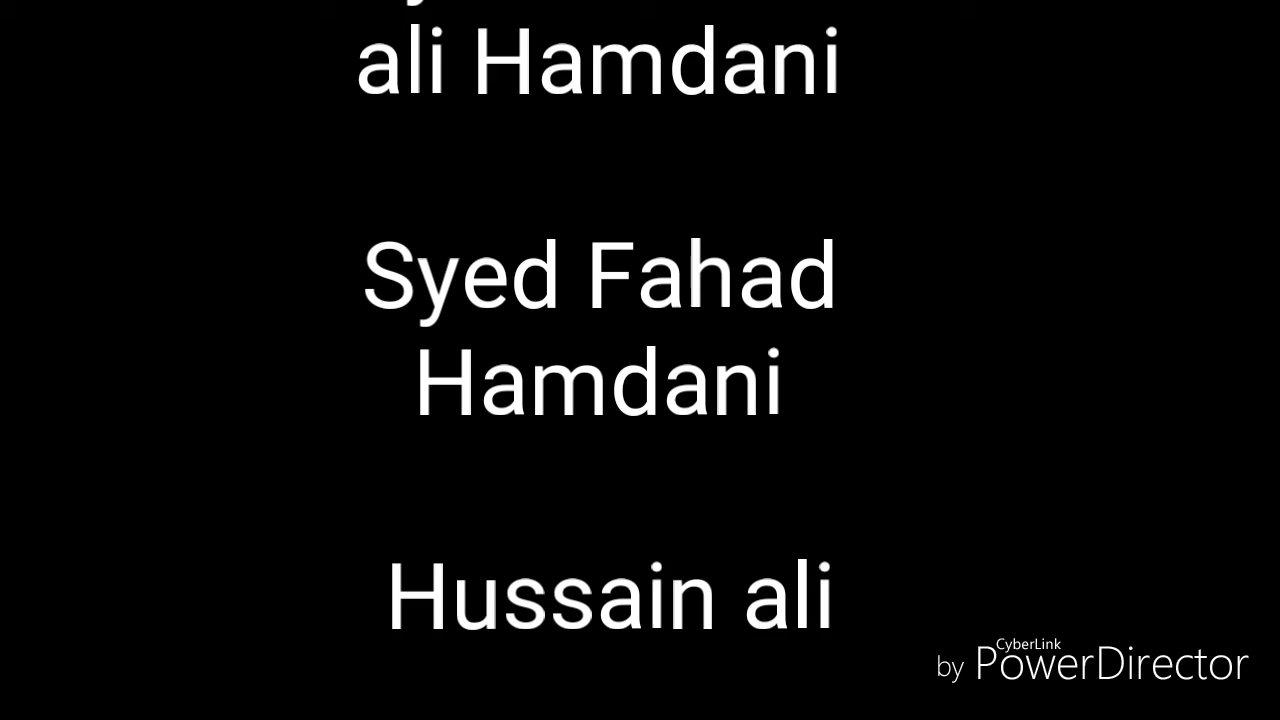 ali Hamdani
Syed Fahad
Hamdani
Hussain ali
CyberLink
by PowerDirector